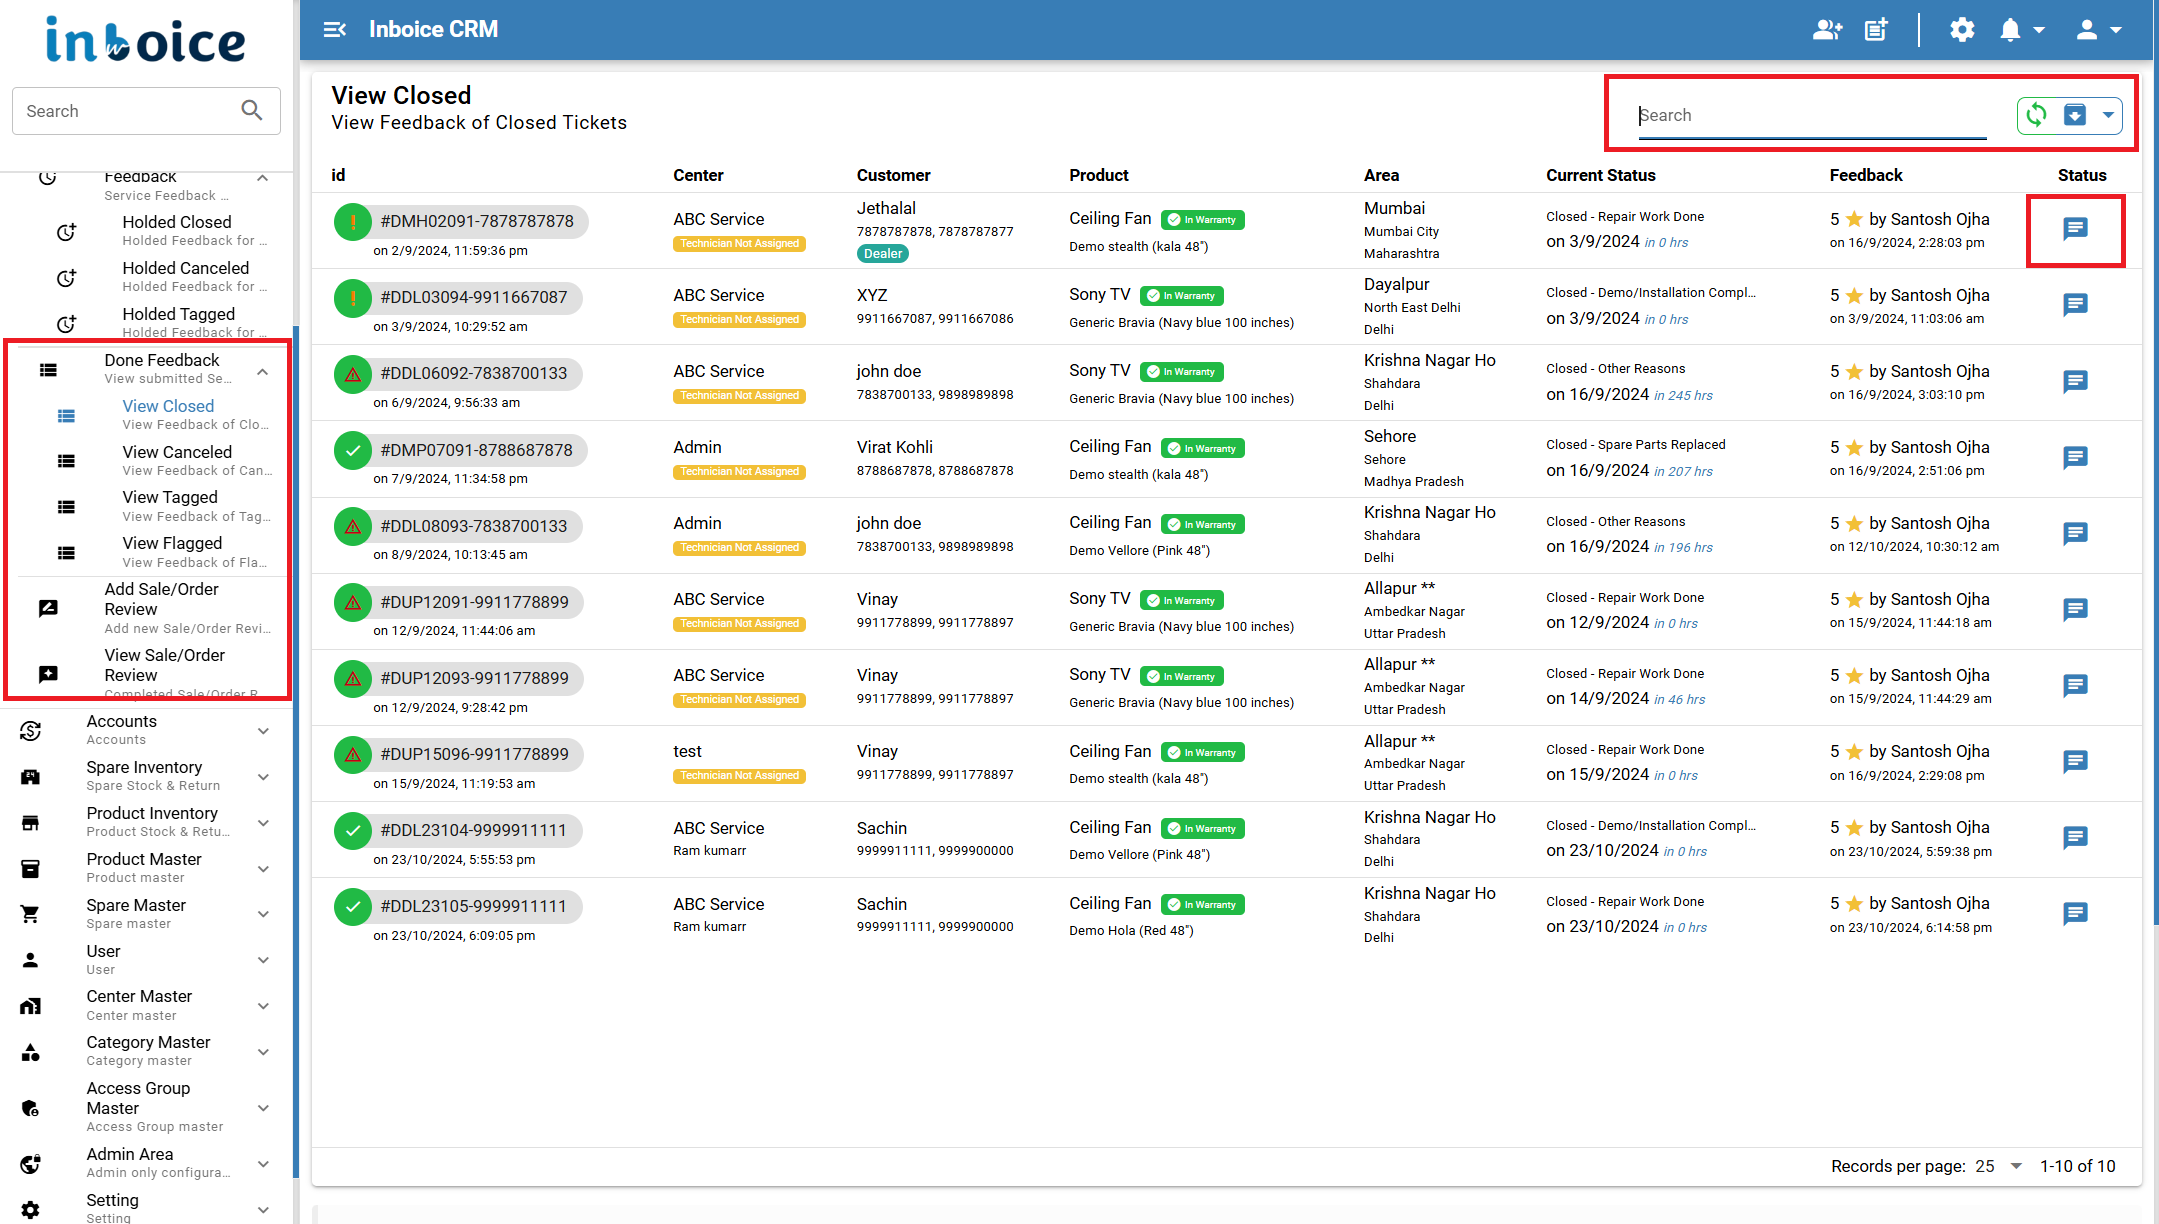 inboice
Search
Feedback
Service Feedback ...
Holded Closed
Holded Feedback for ...
Holded Canceled
Holded Feedback for ...
Holded Tagged
Holded Feedback for ...
Done Feedback
View submitted Se...
View Closed
View Feedback of Clo...
View Canceled
View Feedback of Can...
View Tagged
View Feedback of Tag...
View Flagged
View Feedback of Fla...
Add Sale/Order
Review
Add new Sale/Order Revi...
View Sale/Order
Review
Completed Sale/Order R
Accounts
Accounts
Spare Inventory
Spare Stock & Return
Product Inventory
Product Stock & Retu...
Product Master
Product master
Spare Master
Spare master
User
User
Center Master
Center master
Category Master
Category master
Access Group
Master
Access Group master
Admin Area
Admin only configura...
Setting
Setting
Inboice CRM
View Closed
View Feedback of Closed Tickets
Search
id Center Customer Product Area Current Status Feedback Status
#DMH02091-7878787878
on 2/9/2024, 11:59:36 pm
ABC Service
Technician Not Assigned
Jethalal
7878787878, 7878787877
Dealer
Ceiling Fan In Warranty
Demo stealth (kala 48")
Mumbai
Mumbai City
Maharashtra
Closed - Repair Work Done
on 3/9/2024 in 0 hrs
5 by Santosh Ojha
on 16/9/2024, 2:28:03 pm
#DDL03094-9911667087
on 3/9/2024, 10:29:52 am
ABC Service
Technician Not Assigned
XYZ
9911667087, 9911667086
Sony TV In Warranty
Generic Bravia (Navy blue 100 inches)
Dayalpur
North East Delhi
Delhi
Closed - Demo/Installation Compl...
on 3/9/2024 in 0 hrs
5 by Santosh Ojha
on 3/9/2024, 11:03:06 am
#DDL06092-7838700133
on 6/9/2024, 9:56:33 am
ABC Service
Technician Not Assigned
john doe
7838700133, 9898989898
Sony TV In Warranty
Generic Bravia (Navy blue 100 inches)
Krishna Nagar Ho
Shahdara
Delhi
Closed - Other Reasons
on 16/9/2024 in 245 hrs
5 by Santosh Ojha
on 16/9/2024, 3:03:10 pm
#DMP07091-8788687878
on 7/9/2024, 11:34:58 pm
Admin
Technician Not Assigned
Virat Kohli
8788687878, 8788687878
Ceiling Fan In Warranty
Demo stealth (kala 48")
Sehore
Sehore
Madhya Pradesh
Closed - Spare Parts Replaced
on 16/9/2024 in 207 hrs
5 by Santosh Ojha
on 16/9/2024, 2:51:06 pm
#DDL08093-7838700133
on 8/9/2024, 10:13:45 am
Admin
Technician Not Assigned
john doe
7838700133, 9898989898
Ceiling Fan In Warranty
Demo Vellore (Pink 48")
Krishna Nagar Ho
Shahdara
Delhi
Closed - Other Reasons
on 16/9/2024 in 196 hrs
5 by Santosh Ojha
on 12/10/2024, 10:30:12 am
#DUP12091-9911778899
on 12/9/2024, 11:44:06 am
ABC Service
Technician Not Assigned
Vinay
9911778899, 9911778897
Sony TV In Warranty
Generic Bravia (Navy blue 100 inches)
Allapur **
Ambedkar Nagar
Uttar Pradesh
Closed - Repair Work Done
on 12/9/2024 in 0 hrs
5 by Santosh Ojha
on 15/9/2024, 11:44:18 am
#DUP12093-9911778899
on 12/9/2024, 9:28:42 pm
ABC Service
Technician Not Assigned
Vinay
9911778899, 9911778897
Sony TV In Warranty
Generic Bravia (Navy blue 100 inches)
Allapur **
Ambedkar Nagar
Uttar Pradesh
Closed - Repair Work Done
on 14/9/2024 in 46 hrs
5 by Santosh Ojha
on 15/9/2024, 11:44:29 am
#DUP15096-9911778899
on 15/9/2024, 11:19:53 am
test
Technician Not Assigned
Vinay
9911778899, 9911778897
Ceiling Fan In Warranty
Demo stealth (kala 48")
Allapur **
Ambedkar Nagar
Uttar Pradesh
Closed - Repair Work Done
on 15/9/2024 in 0 hrs
5 by Santosh Ojha
on 16/9/2024, 2:29:08 pm
#DDL23104-9999911111
on 23/10/2024, 5:55:53 pm
ABC Service
Ram kumarr
Sachin
9999911111, 9999900000
Ceiling Fan In Warranty
Demo Vellore (Pink 48")
Krishna Nagar Ho
Shahdara
Delhi
Closed - Demo/Installation Compl...
on 23/10/2024 in 0 hrs
5 by Santosh Ojha
on 23/10/2024, 5:59:38 pm
#DDL23105-9999911111
on 23/10/2024, 6:09:05 pm
ABC Service
Ram kumarr
Sachin
9999911111, 9999900000
Ceiling Fan In Warranty
Demo Hola (Red 48")
Krishna Nagar Ho
Shahdara
Delhi
Closed - Repair Work Done
on 23/10/2024 in 0 hrs
5 by Santosh Ojha
on 23/10/2024, 6:14:58 pm
Records per page: 25 1-10 of 10